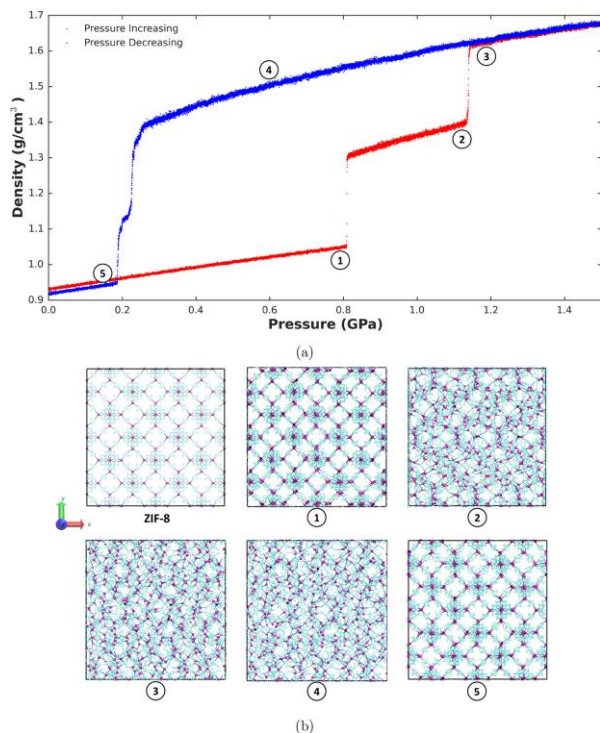 1.7
1.6
1.5
1.4
1.3
1.2
1.1
1.0
0.9
Density (g/cm³)
Pressure Increasing
Pressure Decreasing
4
3
2
1
5
0.0 0.2 0.4 0.6 0.8 1.0 1.2 1.4
Pressure (GPa)
(a)
y
x
ZIF-8
1
2
3
4
5
(b)